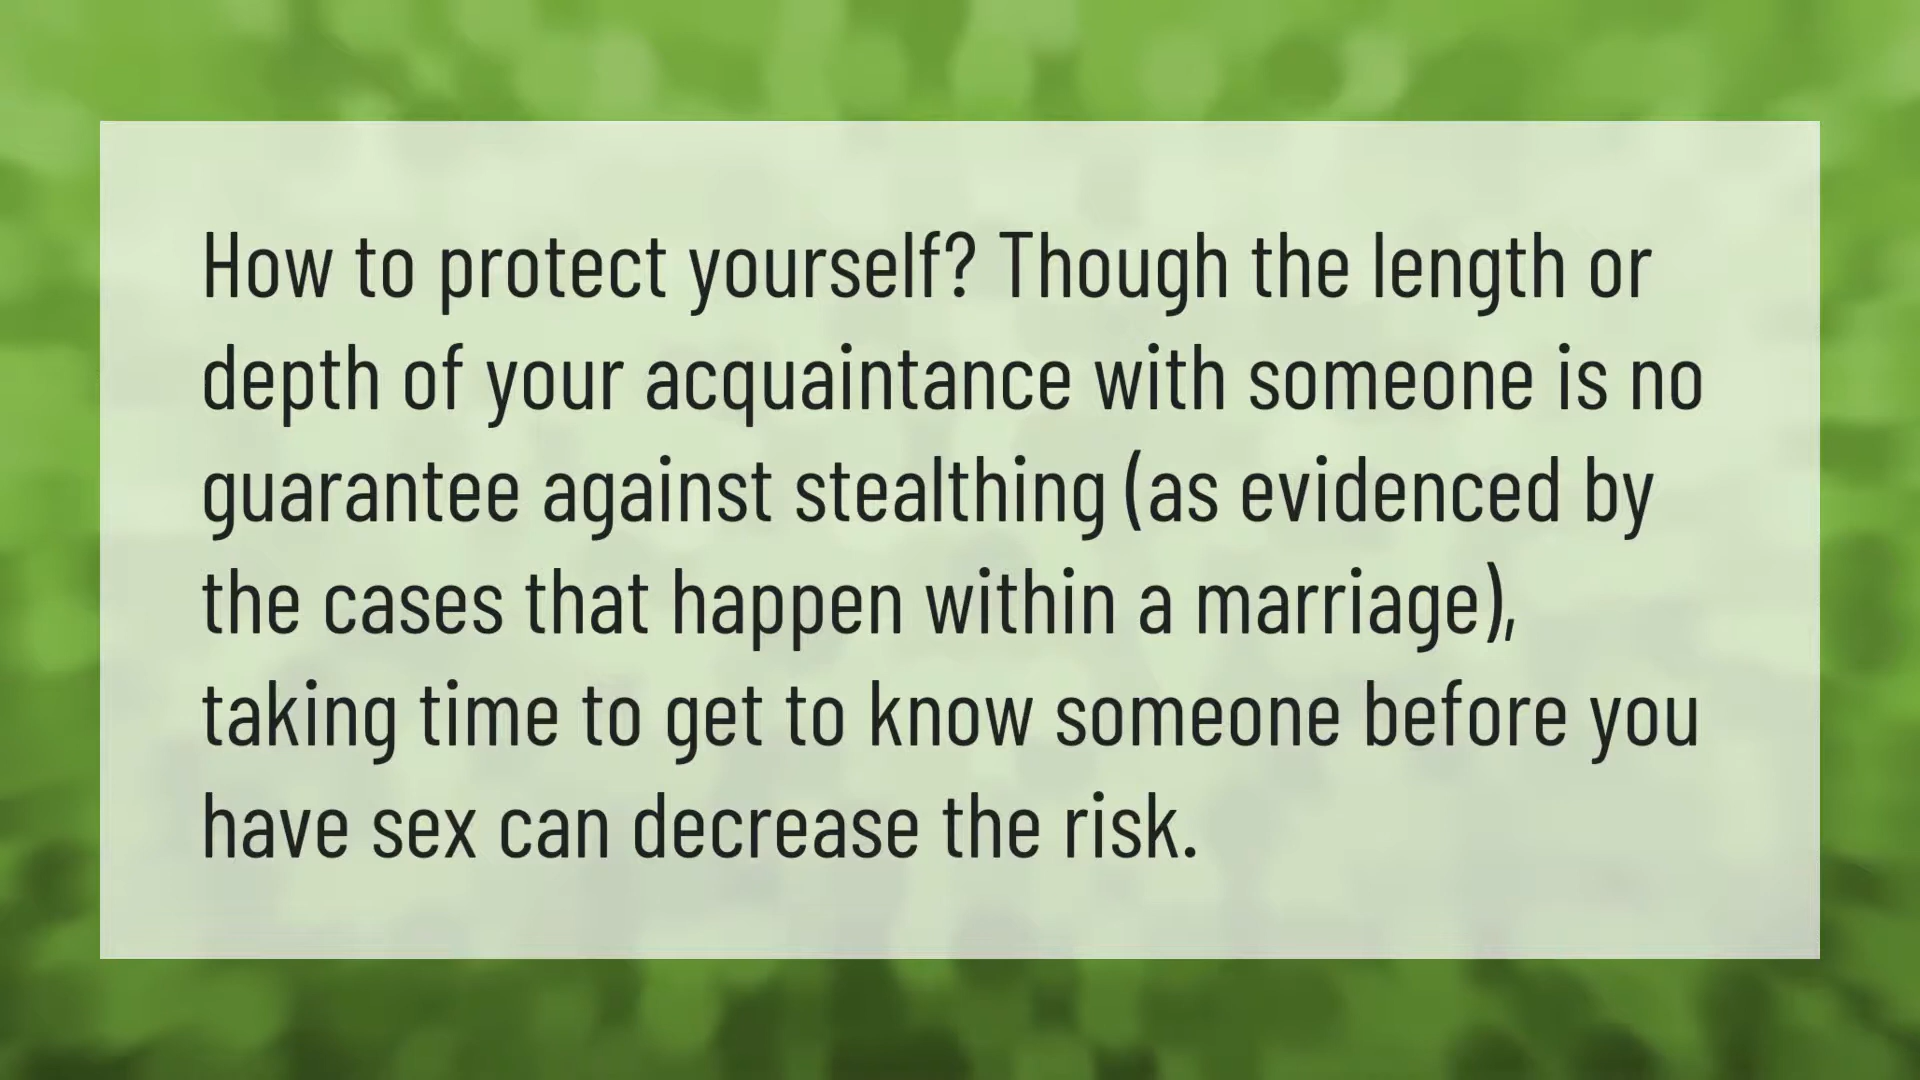 How to protect yourself? Though the length or
depth of your acquaintance with someone is no
guarantee against stealthing (as evidenced by
the cases that happen within a marriage),
taking time to get to know someone before you
have sex can decrease the risk.